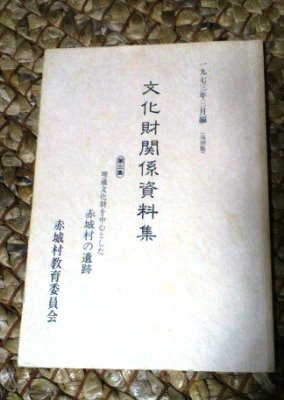 一九七三年三月編
文化財関係資料集
第三集
埋蔵文化財を中心とした
赤城村の遺跡
赤城村教育委員会